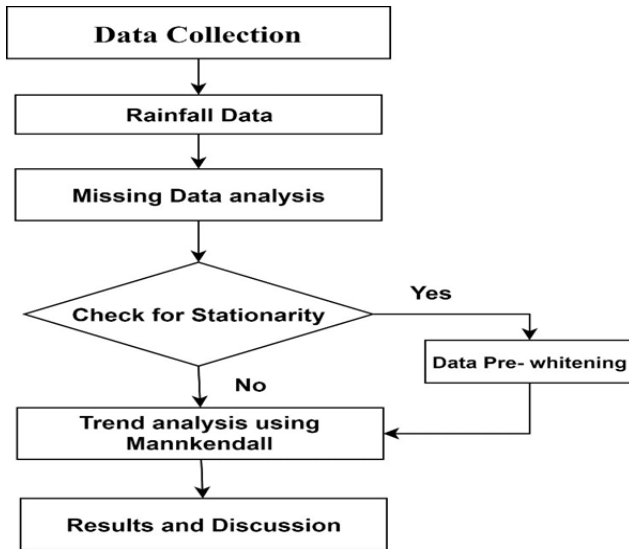 Data Collection
Rainfall Data
Missing Data analysis
Check for Stationarity
Yes
Data Pre- whitening
No
Trend analysis using
Mannkendall
Results and Discussion